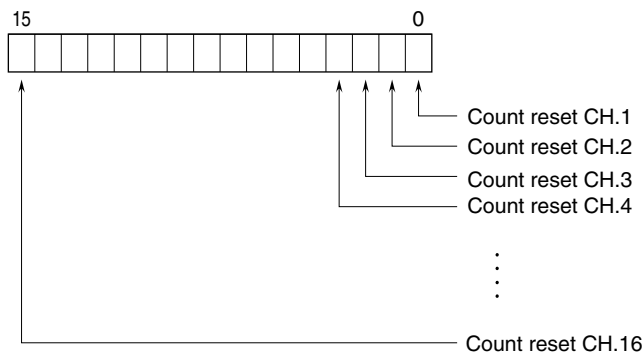 15 0
Count reset CH.1
Count reset CH.2
Count reset CH.3
Count reset CH.4
Count reset CH.16